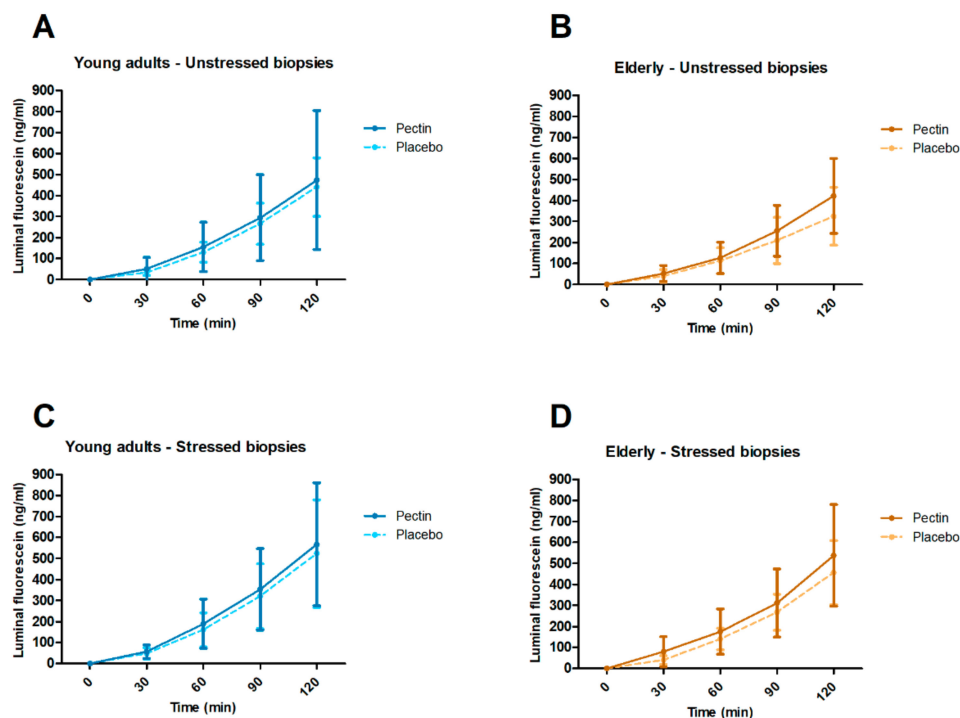 A
Young adults - Unstressed biopsies
900
800
700
600
500
400
300
200
100
0
Luminal fluorescein (ng/ml)
0
30
60
90
120
Time (min)
Pectin
Placebo
B
Elderly - Unstressed biopsies
900
800
700
600
500
400
300
200
100
0
Luminal fluorescein (ng/ml)
0
30
60
90
120
Time (min)
Pectin
Placebo
C
Young adults - Stressed biopsies
900
800
700
600
500
400
300
200
100
0
Luminal fluorescein (ng/ml)
0
30
60
90
120
Time (min)
Pectin
Placebo
D
Elderly - Stressed biopsies
900
800
700
600
500
400
300
200
100
0
Luminal fluorescein (ng/ml)
0
30
60
90
120
Time (min)
Pectin
Placebo